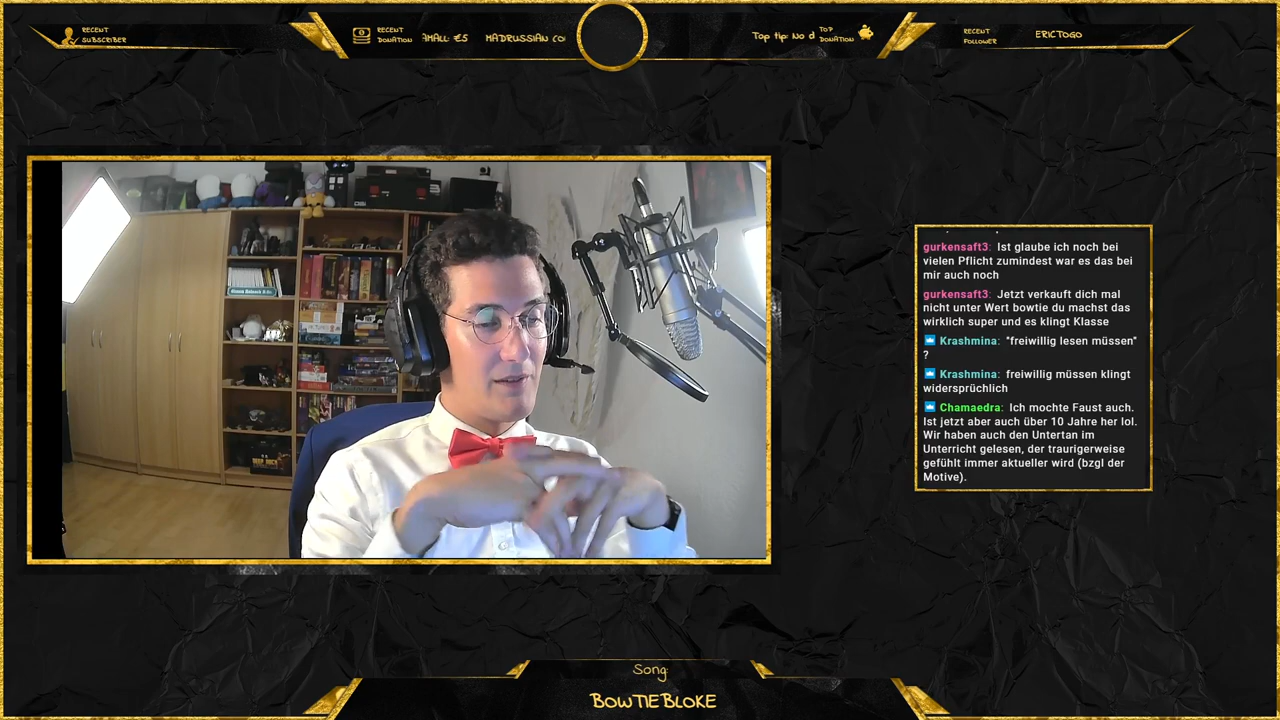 RECENT
SUBSCRIBER
RECENT
DONATION
MALL: €5 MADRUSSIAN (O
Top tip: No d
TOP
DONATION
RECENT
FOLLOWER
ERICTOGO
gurkensaft3: Ist glaube ich noch bei
vielen Pflicht zumindest war es das bei
mir auch noch
gurkensaft3: Jetzt verkauft dich mal
nicht unter Wert bowtie du machst das
wirklich super und es klingt Klasse
Krashmina: "freiwillig lesen müssen"
?
Krashmina: freiwillig müssen klingt
widersprüchlich
Chamaedra: Ich mochte Faust auch.
Ist jetzt aber auch über 10 Jahre her lol.
Wir haben auch den Untertan im
Unterricht gelesen, der traurigerweise
gefühlt immer aktueller wird (bzgl der
Motive).
Song:
BOWTIEBLOKE